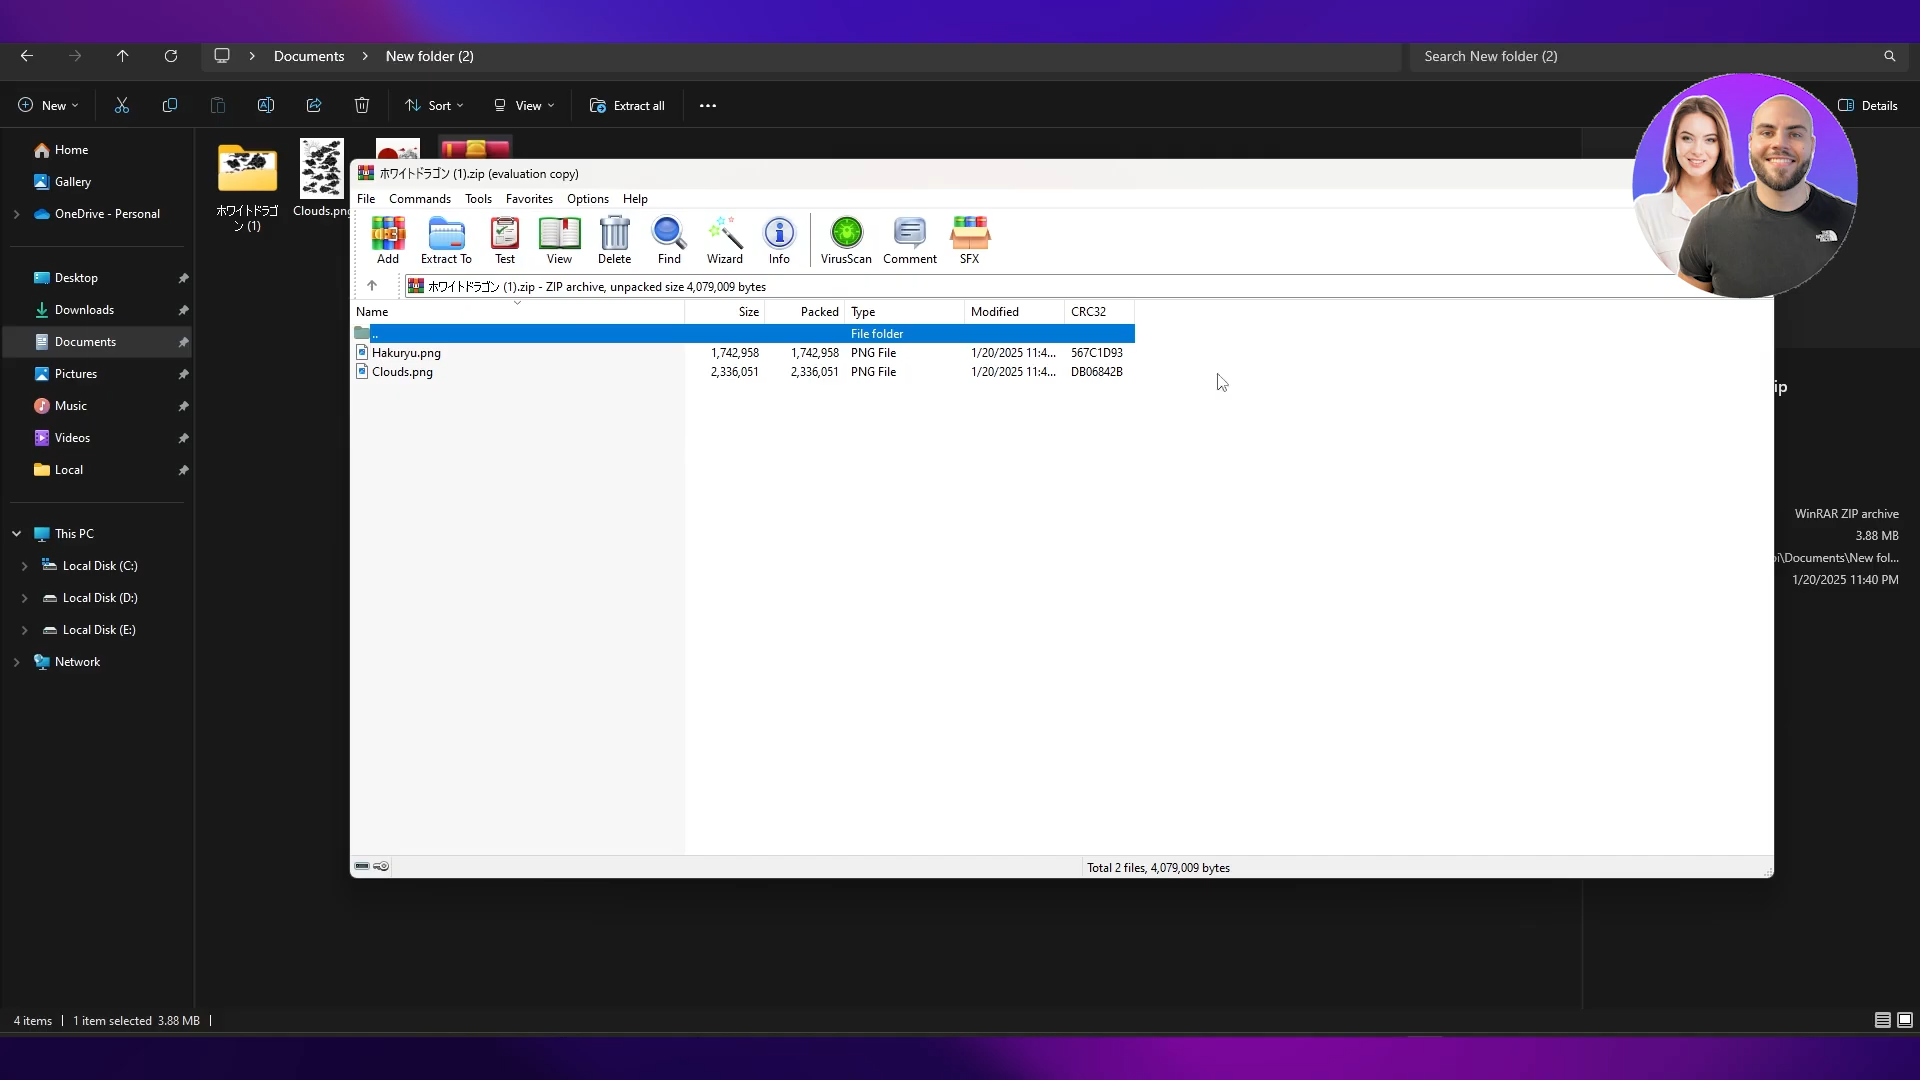 Documents
New folder (2)
Search New folder (2)
New
Sort
View
Extract all
Details
Home
Gallery
OneDrive - Personal
Desktop
Downloads
Documents
Pictures
Music
Videos
Local
This PC
Local Disk (C:)
Local Disk (D:)
Local Disk (E:)
Network
ホワイトドラゴ
ン (1)
Clouds.png
ホワイトドラゴン (1).zip (evaluation copy)
File Commands Tools Favorites Options Help
Add Extract To Test View Delete Find Wizard Info VirusScan Comment SFX
ホワイトドラゴン (1).zip - ZIP archive, unpacked size 4,079,009 bytes
Name Size Packed Type Modified CRC32
.. File folder
Hakuryu.png 1,742,958 1,742,958 PNG File 1/20/2025 11:4... 567C1D93
Clouds.png 2,336,051 2,336,051 PNG File 1/20/2025 11:4... DB06842B
Total 2 files, 4,079,009 bytes
ip
WinRAR ZIP archive
3.88 MB
\Documents\New fol...
1/20/2025 11:40 PM
4 items
1 item selected 3.88 MB